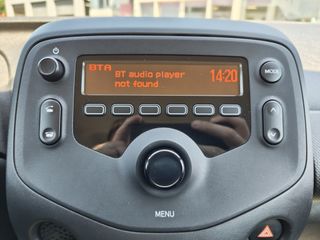 BTA
BT audio player 14:20
not found
MODE
MENU